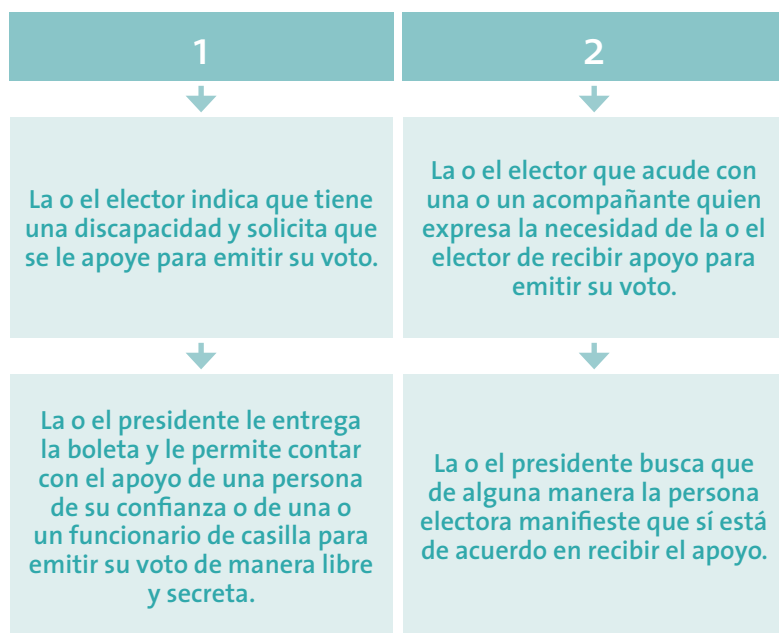 1
La o el elector indica que tiene
una discapacidad y solicita que
se le apoye para emitir su voto.
La o el presidente le entrega
la boleta y le permite contar
con el apoyo de una persona
de su confianza o de una o
un funcionario de casilla para
emitir su voto de manera libre
y secreta.
2
La o el elector que acude con
una o un acompañante quien
expresa la necesidad de la o el
elector de recibir apoyo para
emitir su voto.
La o el presidente busca que
de alguna manera la persona
electora manifieste que sí está
de acuerdo en recibir el apoyo.